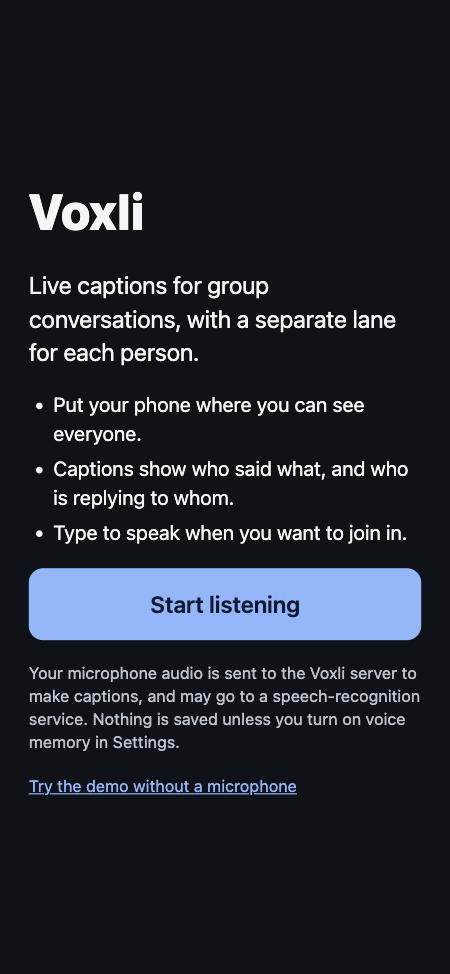 Voxli
Live captions for group
conversations, with a separate lane
for each person.
• Put your phone where you can see
everyone.
• Captions show who said what, and who
is replying to whom.
• Type to speak when you want to join in.
Start listening
Your microphone audio is sent to the Voxli server to
make captions, and may go to a speech-recognition
service. Nothing is saved unless you turn on voice
memory in Settings.
Try the demo without a microphone